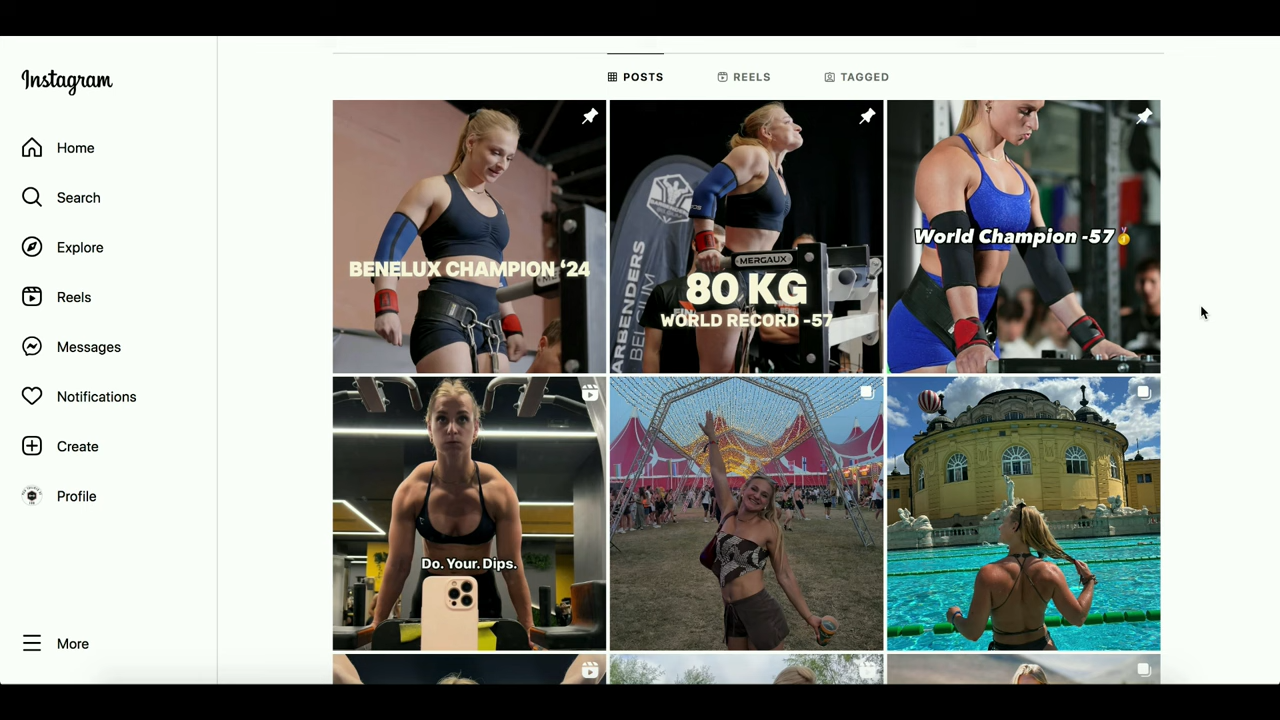 Instagram
Home
Search
Explore
Reels
Messages
Notifications
Create
Profile
More
POSTS
REELS
TAGGED
BENELUX CHAMPION ‘24
MERGAUX
80 KG
WORLD RECORD -57
ARBENDERS
BELGIUM
World Champion -57🏅
Do. Your. Dips.